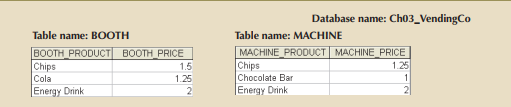 Database name: Ch03_VendingCo
Table name: BOOTH
Table name: MACHINE
BOOTH_PRODUCT BOOTH_PRICE
Chips 1.5
Cola 1.25
Energy Drink 2
MACHINE_PRODUCT MACHINE_PRICE
Chips 1.25
Chocolate Bar 1
Energy Drink 2